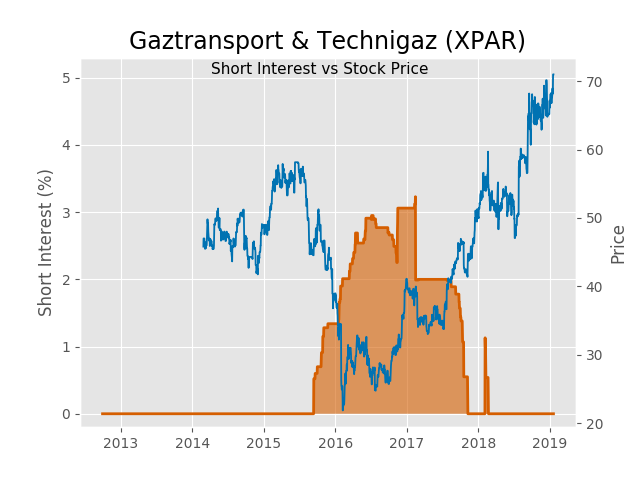 Gaztransport & Technigaz (XPAR)
Short Interest vs Stock Price
Short Interest (%)
5
4
3
2
1
0
70
60
50
40
30
20
Price
2013 2014 2015 2016 2017 2018 2019